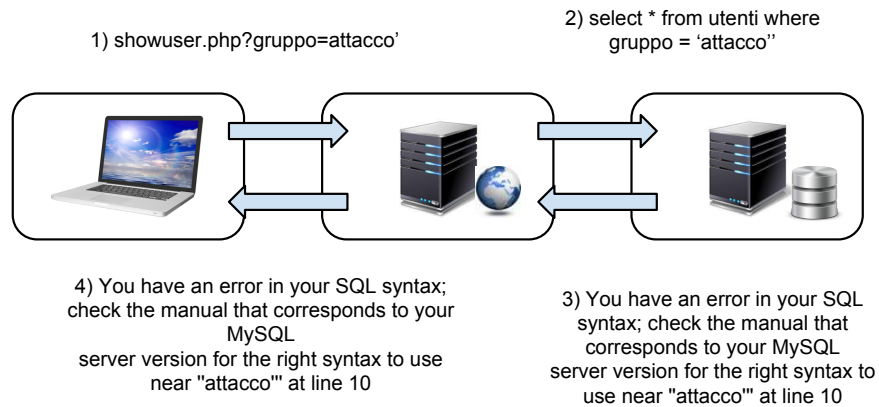 1) showuser.php?gruppo=attacco’
2) select * from utenti where
gruppo = ‘attacco’’
4) You have an error in your SQL syntax;
check the manual that corresponds to your
MySQL
server version for the right syntax to use
near "attacco'" at line 10
3) You have an error in your SQL
syntax; check the manual that
corresponds to your MySQL
server version for the right syntax to
use near "attacco'" at line 10